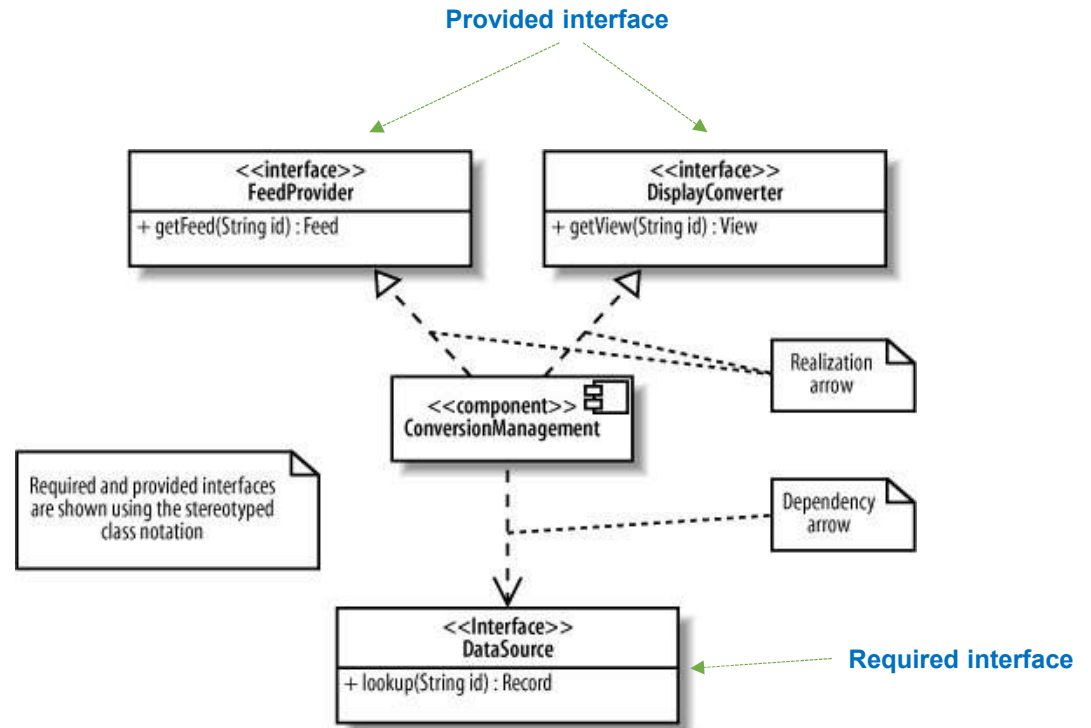 Provided interface
<<interface>>
FeedProvider
+ getFeed(String id) : Feed
<<interface>>
DisplayConverter
+ getView(String id) : View
Realization
arrow
<<component>>
ConversionManagement
Required and provided interfaces
are shown using the stereotyped
class notation
Dependency
arrow
<<Interface>>
DataSource
+ lookup(String id) : Record
Required interface